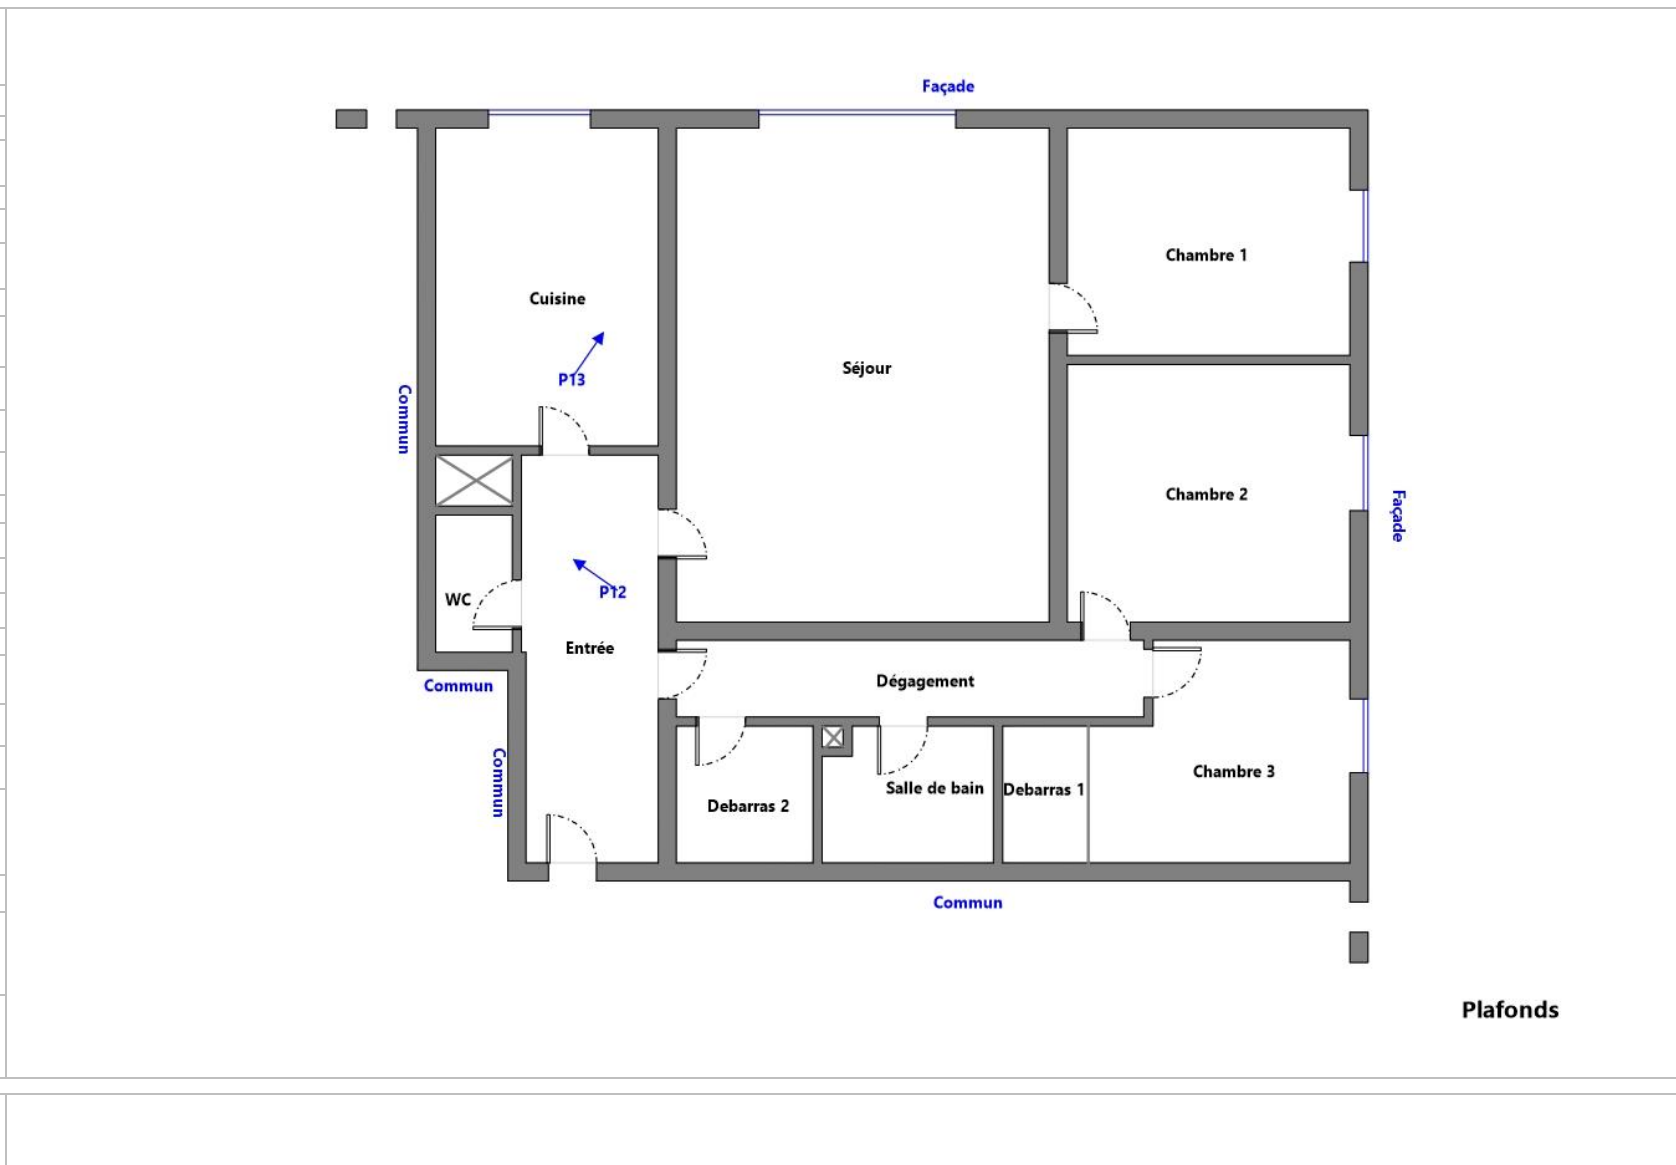 Façade
Chambre 1
Cuisine
Séjour
P13
Commun
Chambre 2
Façade
P12
WC
Entrée
Dégagement
Commun
Commun
Chambre 3
Salle de bain
Debarras 1
Debarras 2
Commun
Plafonds